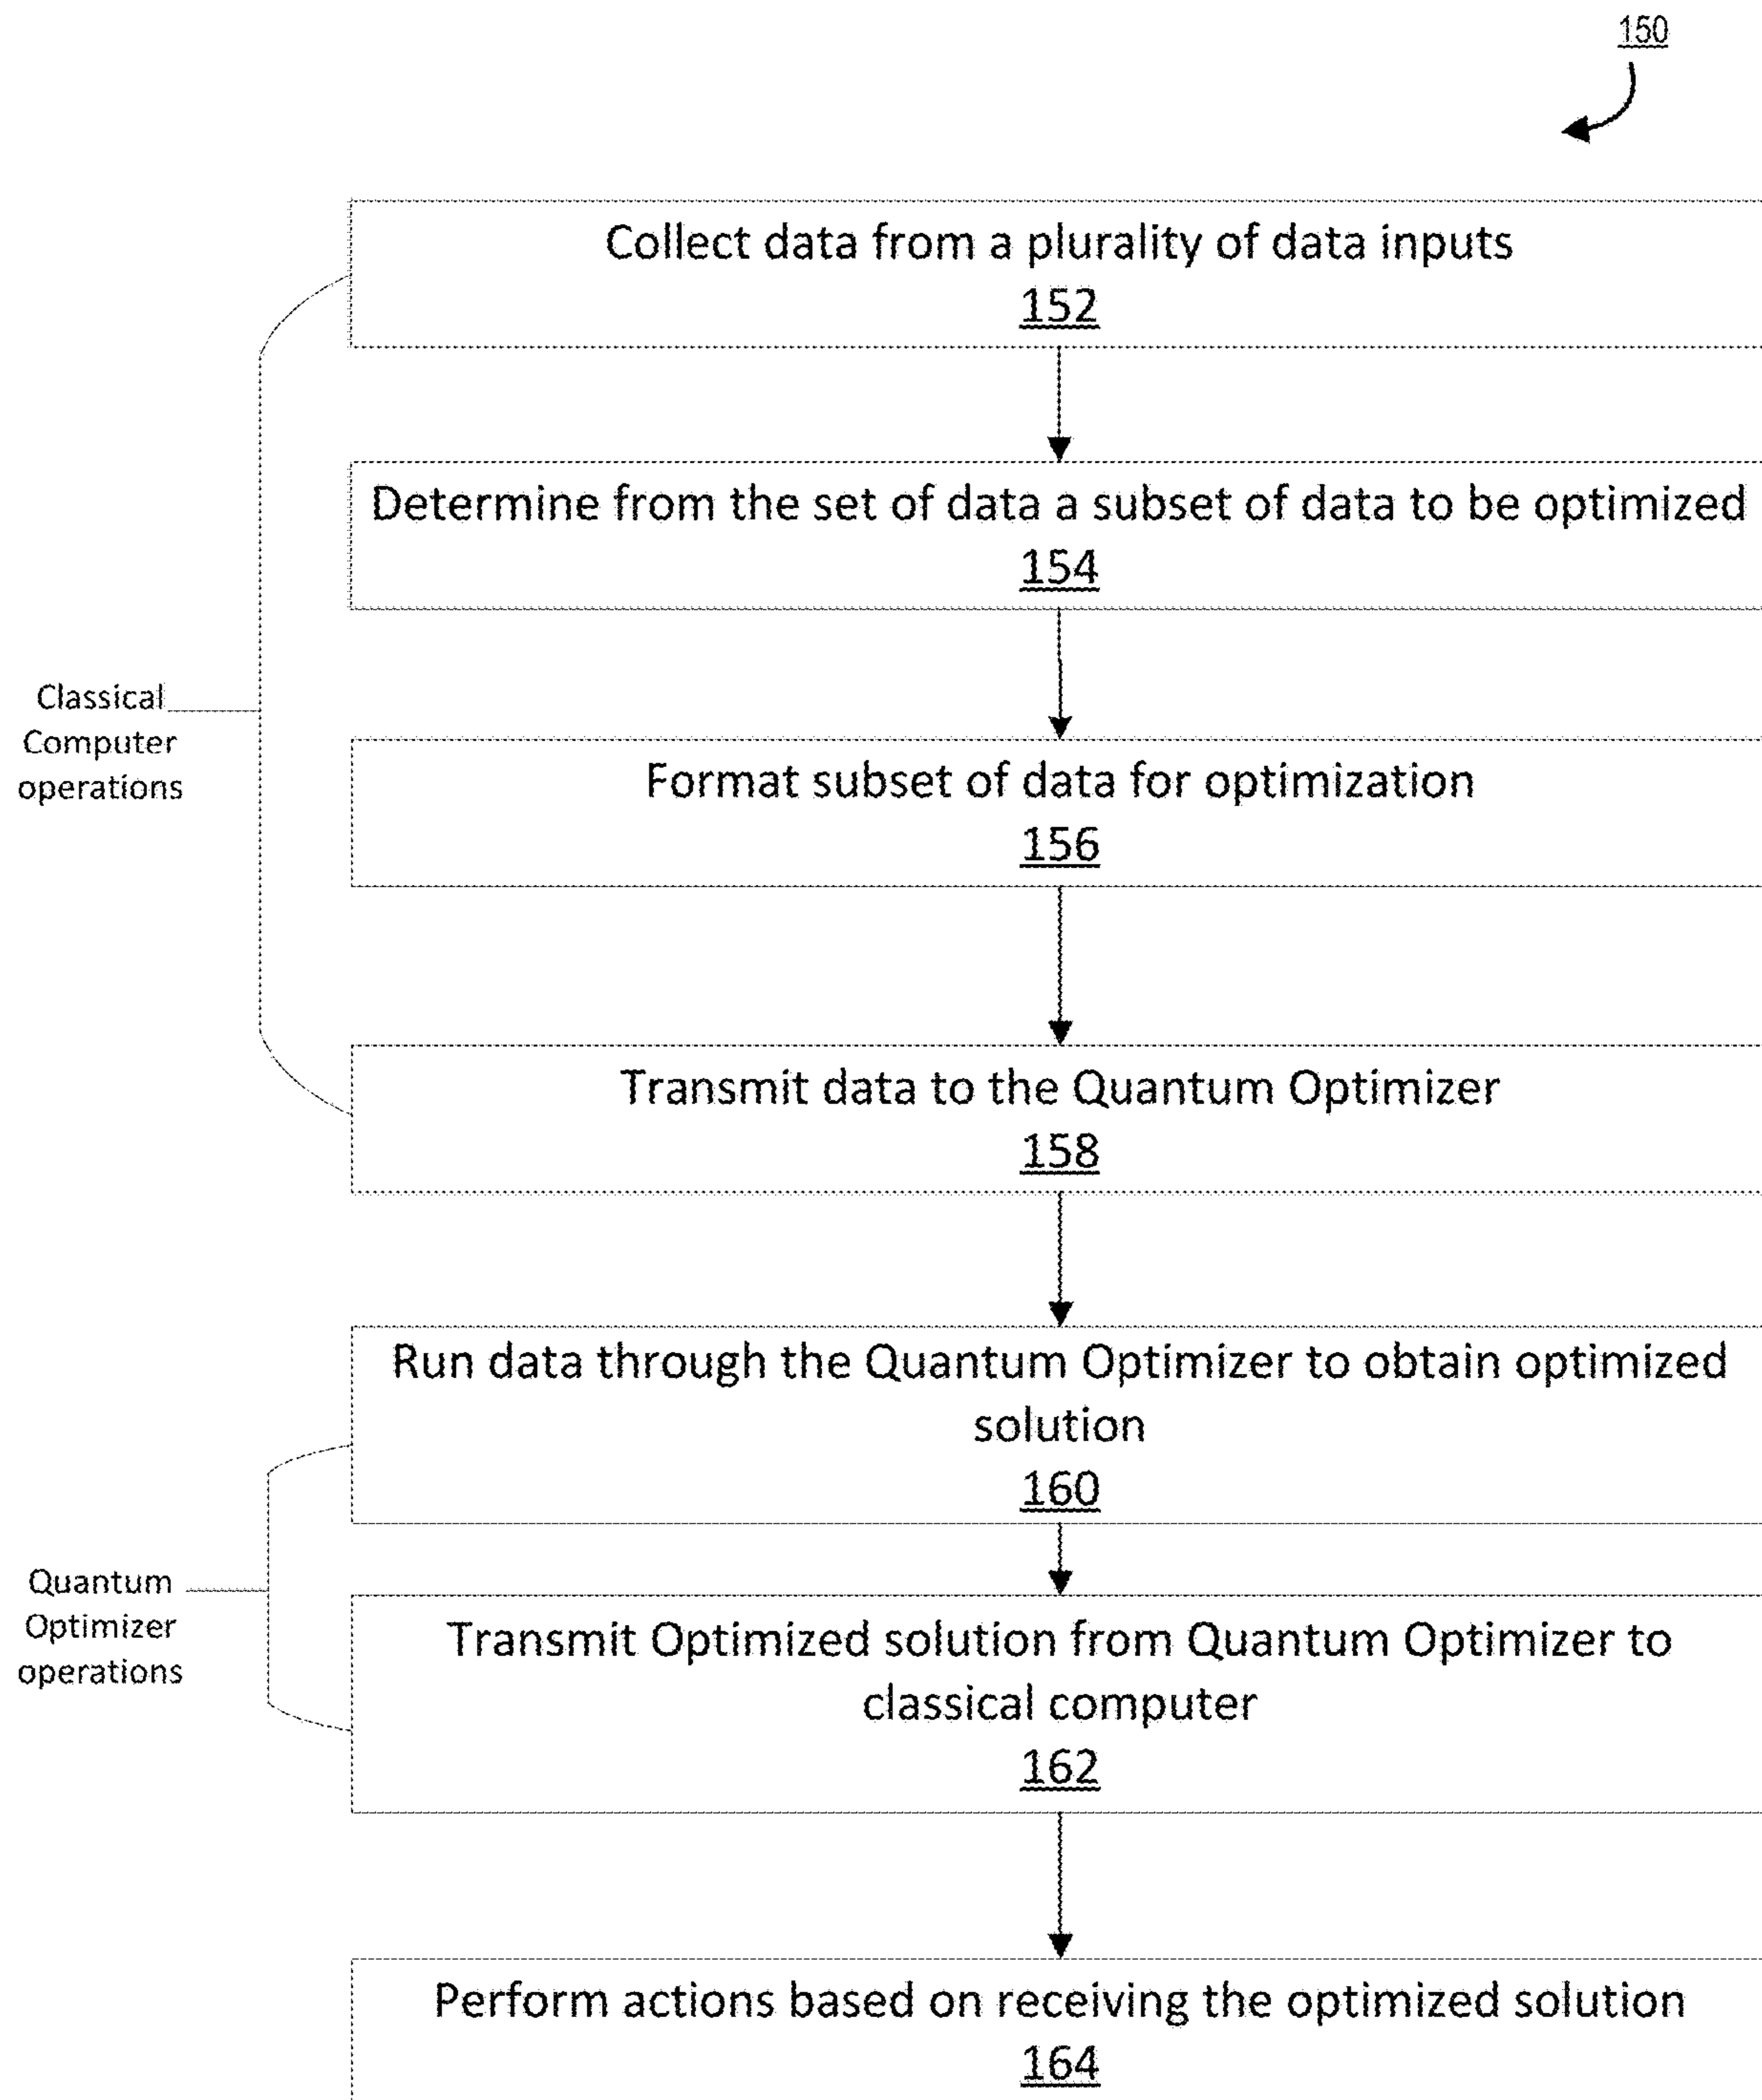 150
Collect data from a plurality of data inputs
152
Determine from the set of data a subset of data to be optimized
154
Classical
Computer
operations
Format subset of data for optimization
156
Transmit data to the Quantum Optimizer
158
Run data through the Quantum Optimizer to obtain optimized
solution
160
Quantum
Optimizer
operations
Transmit Optimized solution from Quantum Optimizer to
classical computer
162
Perform actions based on receiving the optimized solution
164